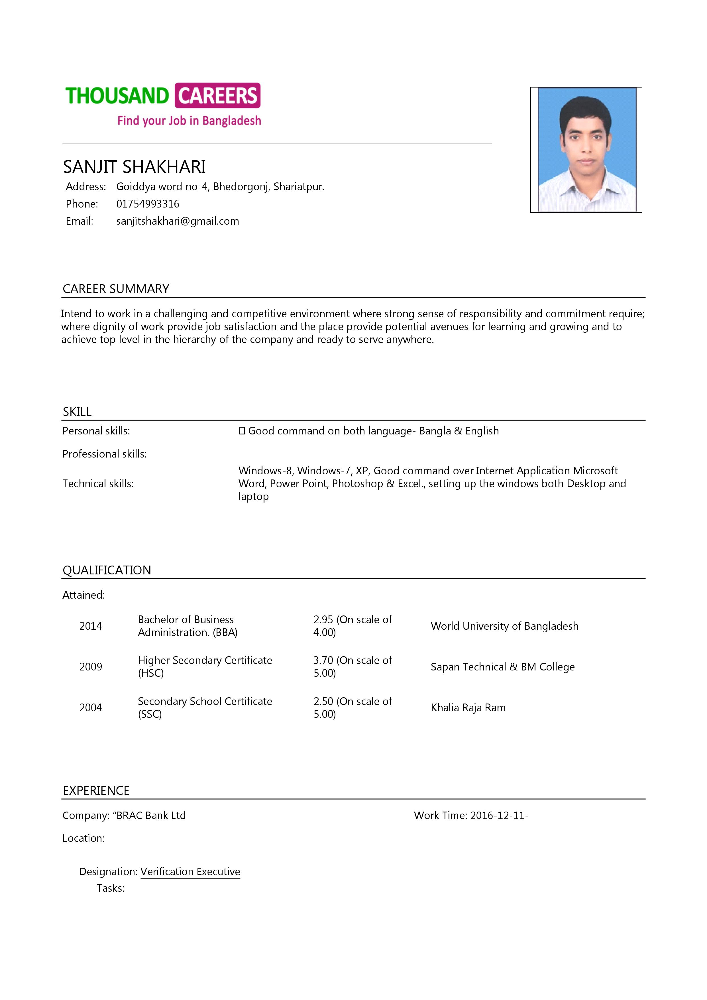 THOUSAND CAREERS
Find your Job in Bangladesh
SANJIT SHAKHARI
Address: Goiddya word no-4, Bhedorgonj, Shariatpur.
Phone: 01754993316
Email: sanjitshakhari@gmail.com
CAREER SUMMARY
Intend to work in a challenging and competitive environment where strong sense of responsibility and commitment require;
where dignity of work provide job satisfaction and the place provide potential avenues for learning and growing and to
achieve top level in the hierarchy of the company and ready to serve anywhere.
SKILL
Personal skills: Good command on both language- Bangla & English
Professional skills:
Technical skills:
Windows-8, Windows-7, XP, Good command over Internet Application Microsoft
Word, Power Point, Photoshop & Excel., setting up the windows both Desktop and
laptop
QUALIFICATION
Attained:
2014
Bachelor of Business
Administration. (BBA)
2.95 (On scale of
4.00)
World University of Bangladesh
2009
Higher Secondary Certificate
(HSC)
3.70 (On scale of
5.00)
Sapan Technical & BM College
2004
Secondary School Certificate
(SSC)
2.50 (On scale of
5.00)
Khalia Raja Ram
EXPERIENCE
Company: “BRAC Bank Ltd Work Time: 2016-12-11-
Location:
Designation: Verification Executive
Tasks: